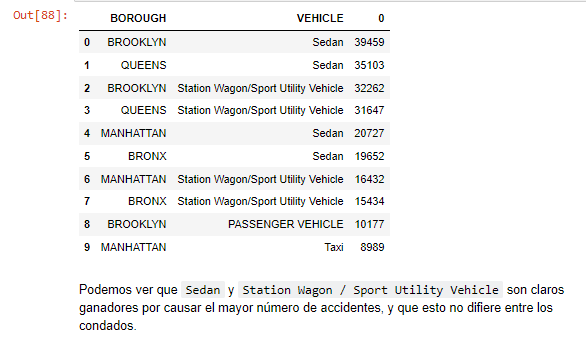 Out[88]:
BOROUGH VEHICLE 0
0 BROOKLYN Sedan 39459
1 QUEENS Sedan 35103
2 BROOKLYN Station Wagon/Sport Utility Vehicle 32262
3 QUEENS Station Wagon/Sport Utility Vehicle 31647
4 MANHATTAN Sedan 20727
5 BRONX Sedan 19652
6 MANHATTAN Station Wagon/Sport Utility Vehicle 16432
7 BRONX Station Wagon/Sport Utility Vehicle 15434
8 BROOKLYN PASSENGER VEHICLE 10177
9 MANHATTAN Taxi 8989
Podemos ver que Sedan y Station Wagon / Sport Utility Vehicle son claros
ganadores por causar el mayor número de accidentes, y que esto no difiere entre los
condados.